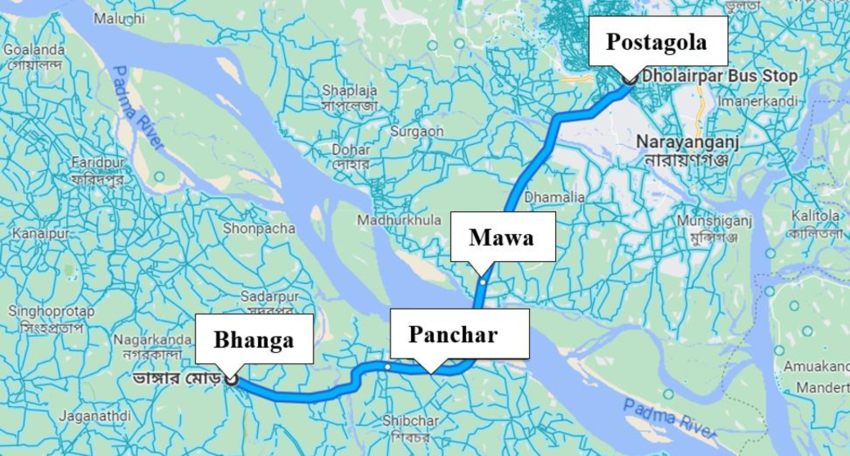 Maluchi
ভুলতা
Goalanda
গোয়ালন্দ
Postagola
Dholairpar Bus Stop
Padma River
Shaplaja
সাপলেজা
Imanerkandi
Surgaon
Narayanganj
নারায়ণগঞ্জ
Dohar
দোহার
Faridpur
ফরিদপুর
Dhamalia
Madhurkhula
Munshiganj
মুন্সিগঞ্জ
Kalitola
কালিতলা
Kanaipur
Shonpacha
Mawa
Sadarpur
সদরপুর
Singhoprotap
সিংহপ্রতাপ
Bhanga
Panchar
Nagarkanda
নগরকান্দা
ভাঙ্গার মোড়
Amuakand
Mandert
Jaganathdi
Shibchar
শিবচর
Padma River